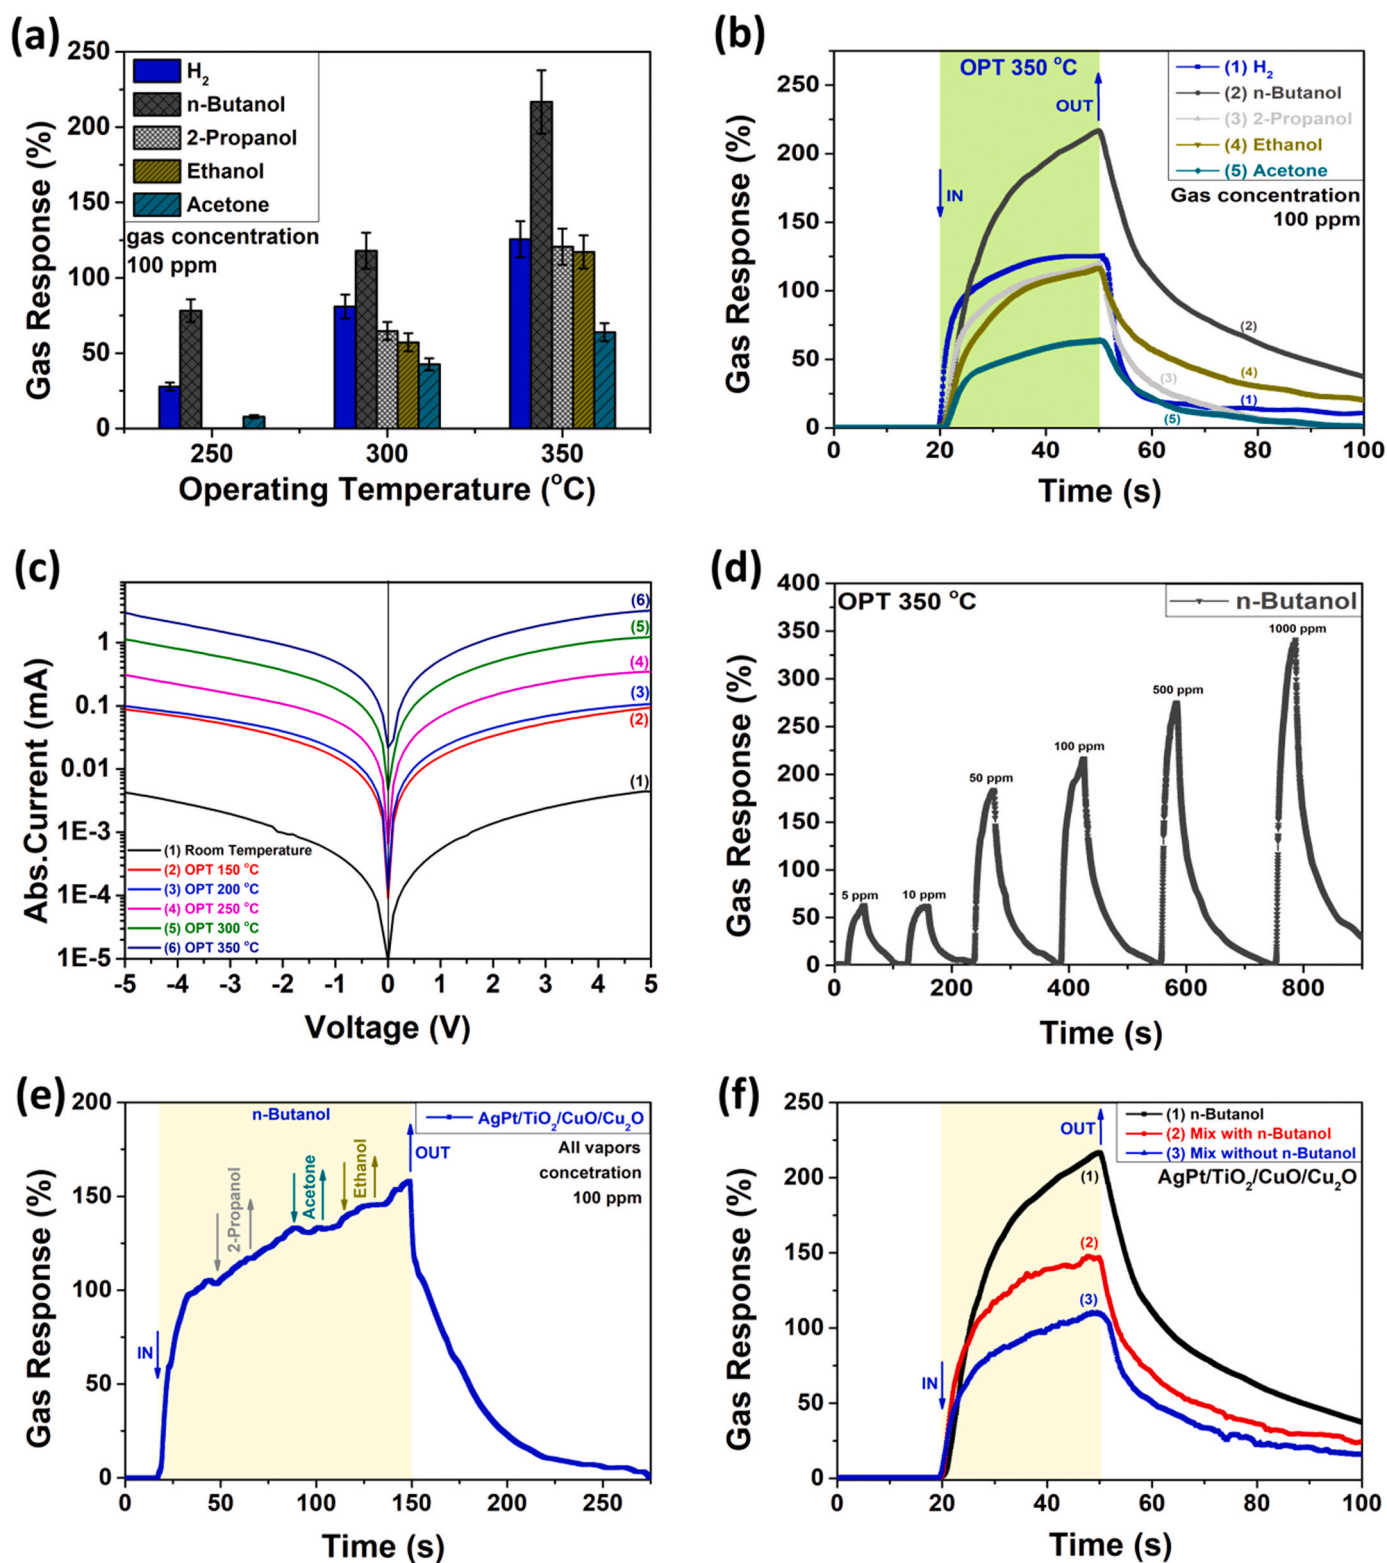 (a)
250
200
150
100
50
0
Gas Response (%)
H2
n-Butanol
2-Propanol
Ethanol
Acetone
gas concentration
100 ppm
250
300
350
Operating Temperature (oC)
(b)
250
200
150
100
50
0
Gas Response (%)
OPT 350 oC
OUT
IN
(1) H2
(2) n-Butanol
(3) 2-Propanol
(4) Ethanol
(5) Acetone
Gas concentration
100 ppm
(2)
(4)
(3)
(1)
(5)
0
20
40
60
80
100
Time (s)
(c)
1
0.1
0.01
1E-3
1E-4
1E-5
Abs.Current (mA)
(6)
(5)
(4)
(3)
(2)
(1)
(1) Room Temperature
(2) OPT 150 °C
(3) OPT 200 °C
(4) OPT 250 °C
(5) OPT 300 °C
(6) OPT 350 °C
-5
-4
-3
-2
-1
0
1
2
3
4
5
Voltage (V)
(d)
400
350
300
250
200
150
100
50
0
Gas Response (%)
OPT 350 oC
n-Butanol
5 ppm
10 ppm
50 ppm
100 ppm
500 ppm
1000 ppm
0
200
400
600
800
Time (s)
(e)
200
150
100
50
0
Gas Response (%)
n-Butanol
AgPt/TiO2/CuO/Cu2O
OUT
All vapors
concetration
100 ppm
2-Propanol
Acetone
Ethanol
IN
0
50
100
150
200
250
Time (s)
(f)
250
200
150
100
50
0
Gas Response (%)
OUT
(1) n-Butanol
(2) Mix with n-Butanol
(3) Mix without n-Butanol
AgPt/TiO2/CuO/Cu2O
(1)
(2)
(3)
IN
0
20
40
60
80
100
Time (s)